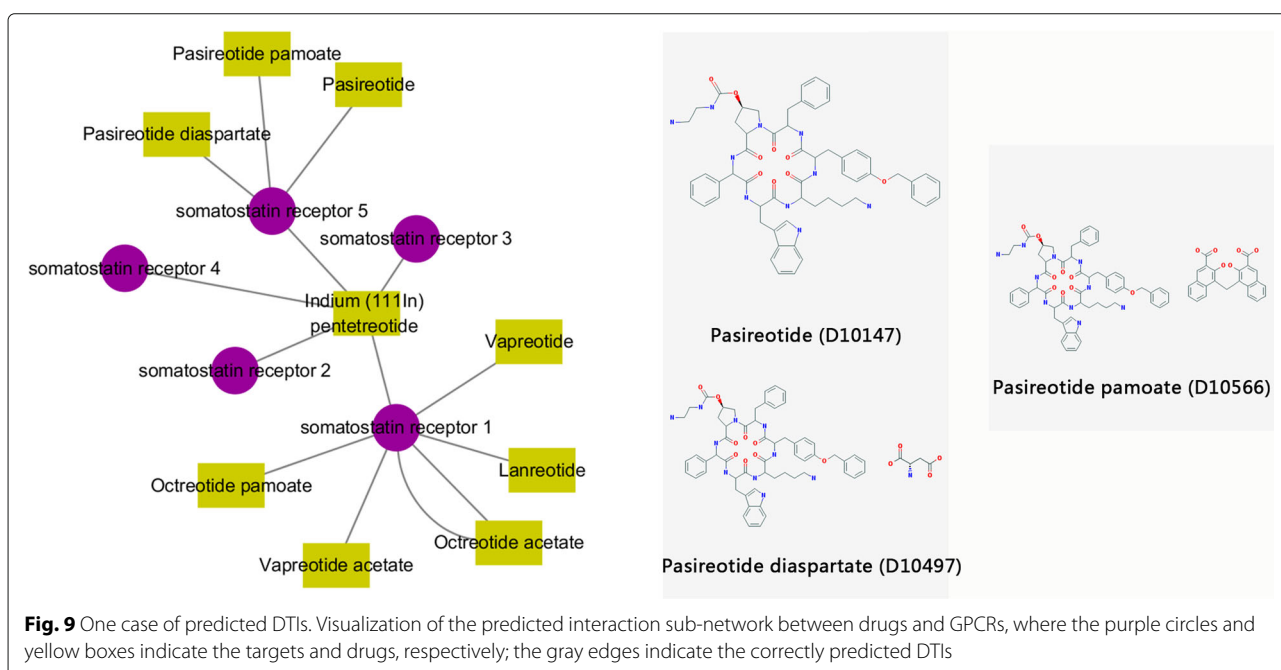 Pasireotide pamoate
Pasireotide
Pasireotide diaspartate
somatostatin receptor 5
somatostatin receptor 3
somatostatin receptor 4
Indium (111In)
pentetreotide
Vapreotide
somatostatin receptor 2
somatostatin receptor 1
Lanreotide
Octreotide pamoate
Octreotide acetate
Vapreotide acetate
Pasireotide (D10147)
Pasireotide pamoate (D10566)
Pasireotide diaspartate (D10497)
Fig. 9 One case of predicted DTIs. Visualization of the predicted interaction sub-network between drugs and GPCRs, where the purple circles and
yellow boxes indicate the targets and drugs, respectively; the gray edges indicate the correctly predicted DTIs